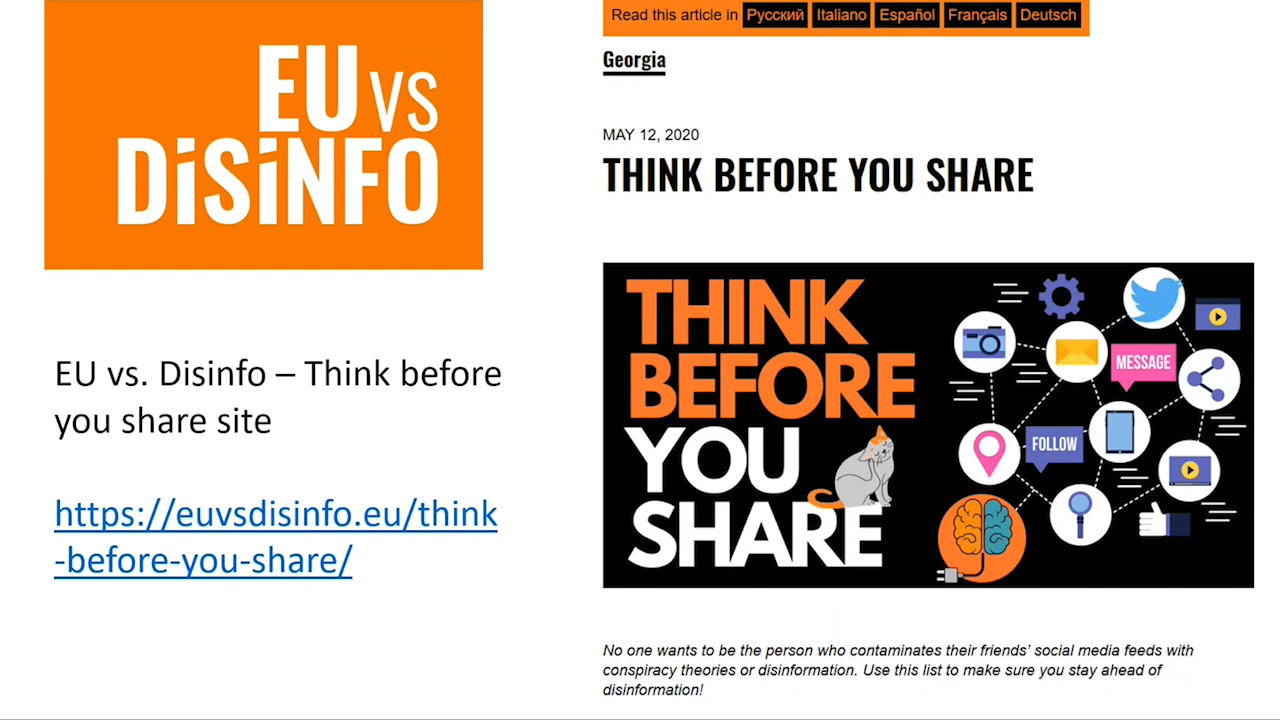 EU vs
DiSiNFO
EU vs. Disinfo – Think before
you share site
https://euvsdisinfo.eu/think
-before-you-share/
Read this article in Русский Italiano Español Français Deutsch
Georgia
MAY 12, 2020
THINK BEFORE YOU SHARE
THINK
BEFORE
YOU
SHARE
MESSAGE
FOLLOW
No one wants to be the person who contaminates their friends’ social media feeds with
conspiracy theories or disinformation. Use this list to make sure you stay ahead of
disinformation!